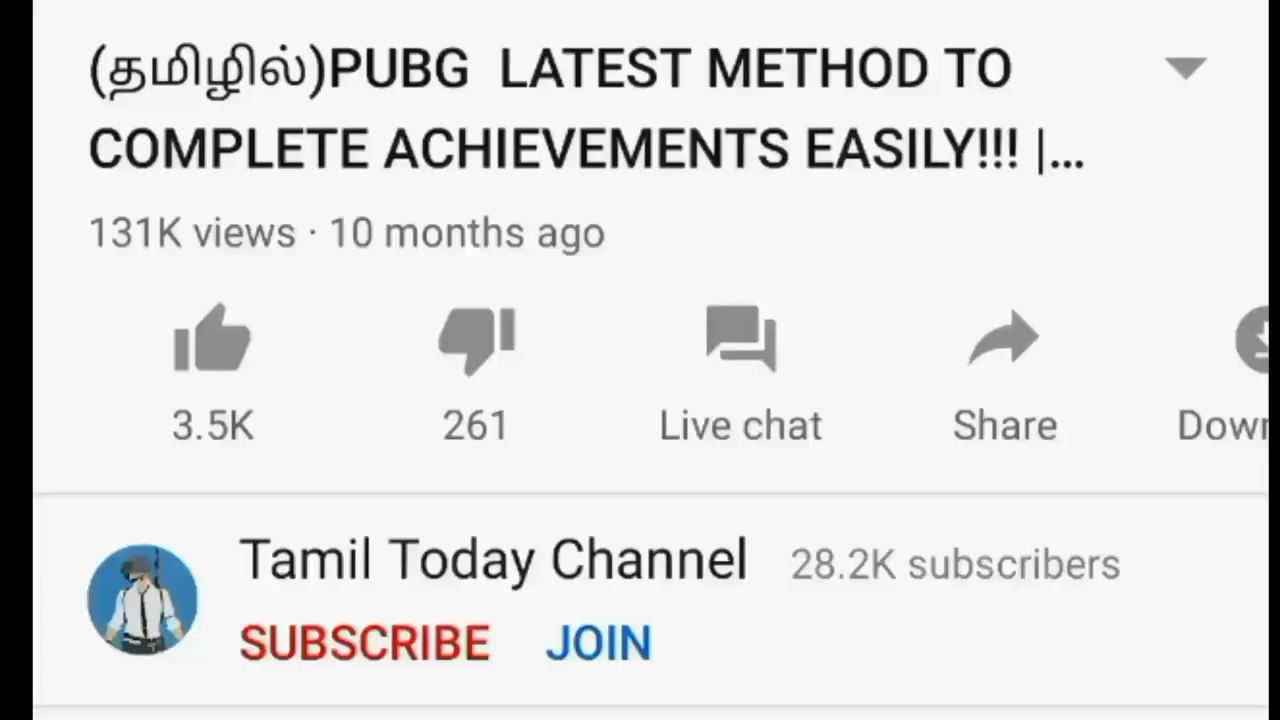 (தமிழில்)PUBG LATEST METHOD TO
COMPLETE ACHIEVEMENTS EASILY!!! |...
131K views · 10 months ago
3.5K 261 Live chat Share Down
Tamil Today Channel 28.2K subscribers
SUBSCRIBE JOIN